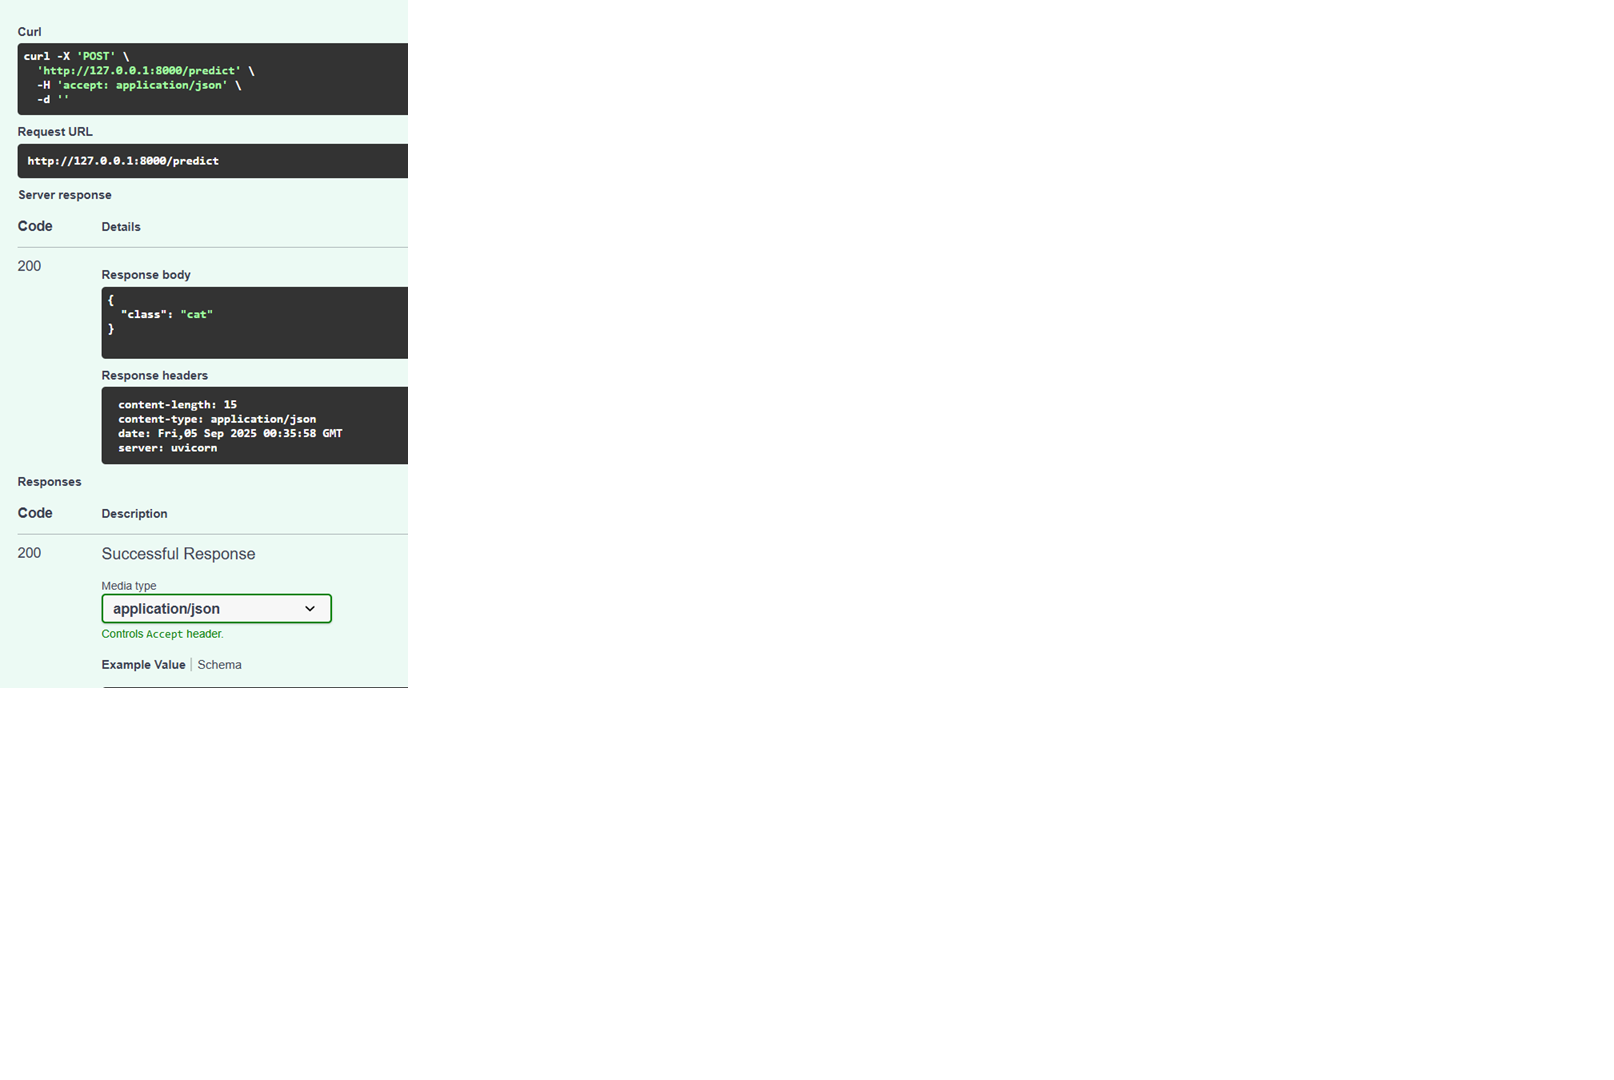 Curl
curl -X 'POST' \
'http://127.0.0.1:8000/predict' \
-H 'accept: application/json' \
-d ''
Request URL
http://127.0.0.1:8000/predict
Server response
Code Details
200
Response body
{
"class": "cat"
}
Response headers
content-length: 15
content-type: application/json
date: Fri,05 Sep 2025 00:35:58 GMT
server: uvicorn
Responses
Code Description
200 Successful Response
Media type
application/json
Controls Accept header.
Example Value | Schema